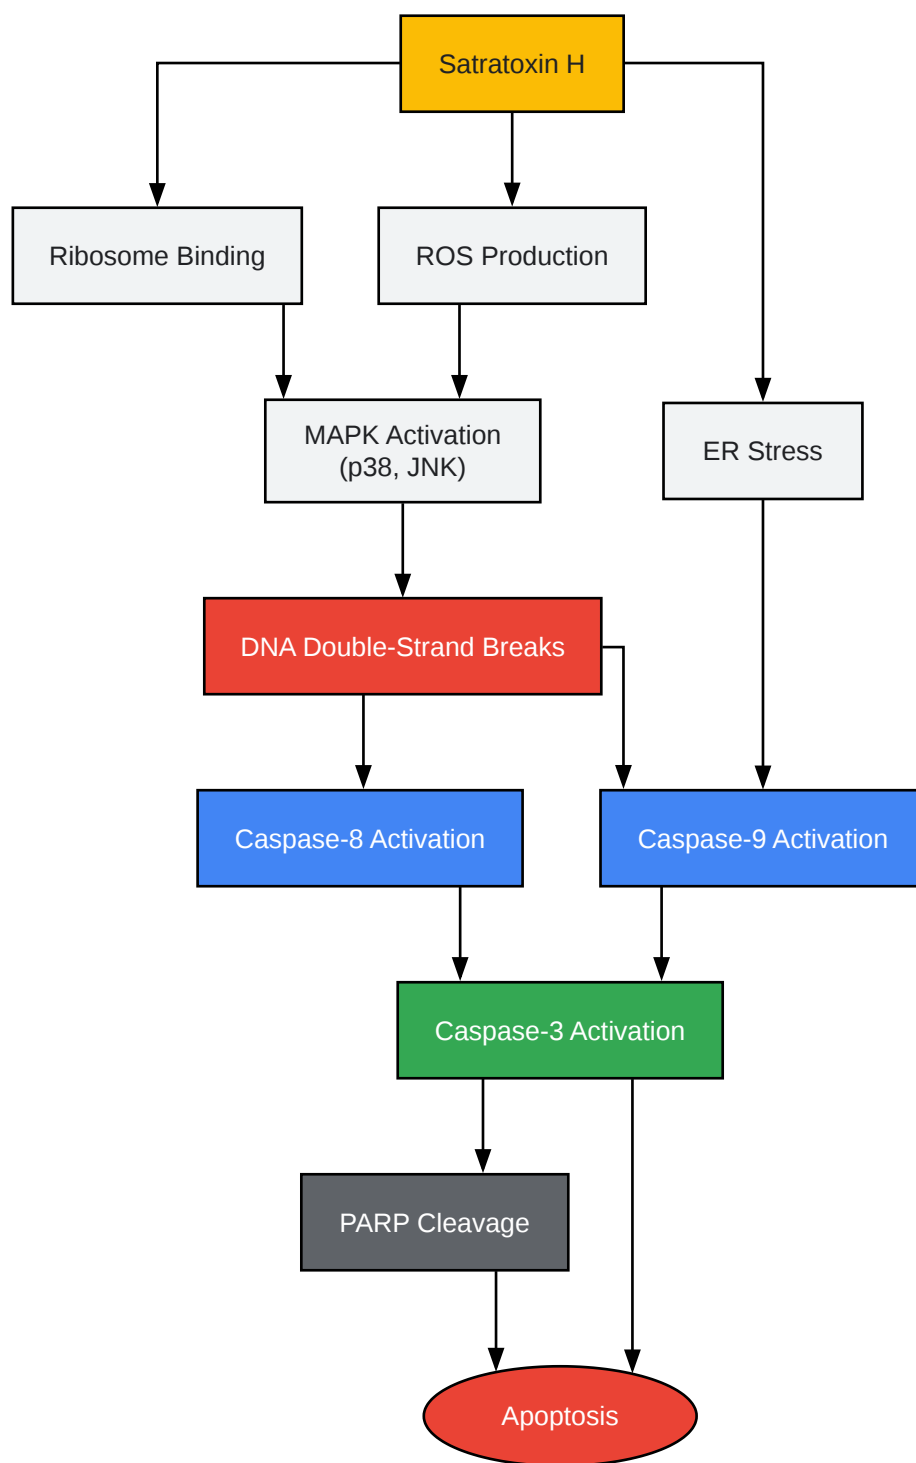 Satratoxin H
Ribosome Binding
ROS Production
MAPK Activation
(p38, JNK)
ER Stress
DNA Double-Strand Breaks
Caspase-8 Activation
Caspase-9 Activation
Caspase-3 Activation
PARP Cleavage
Apoptosis